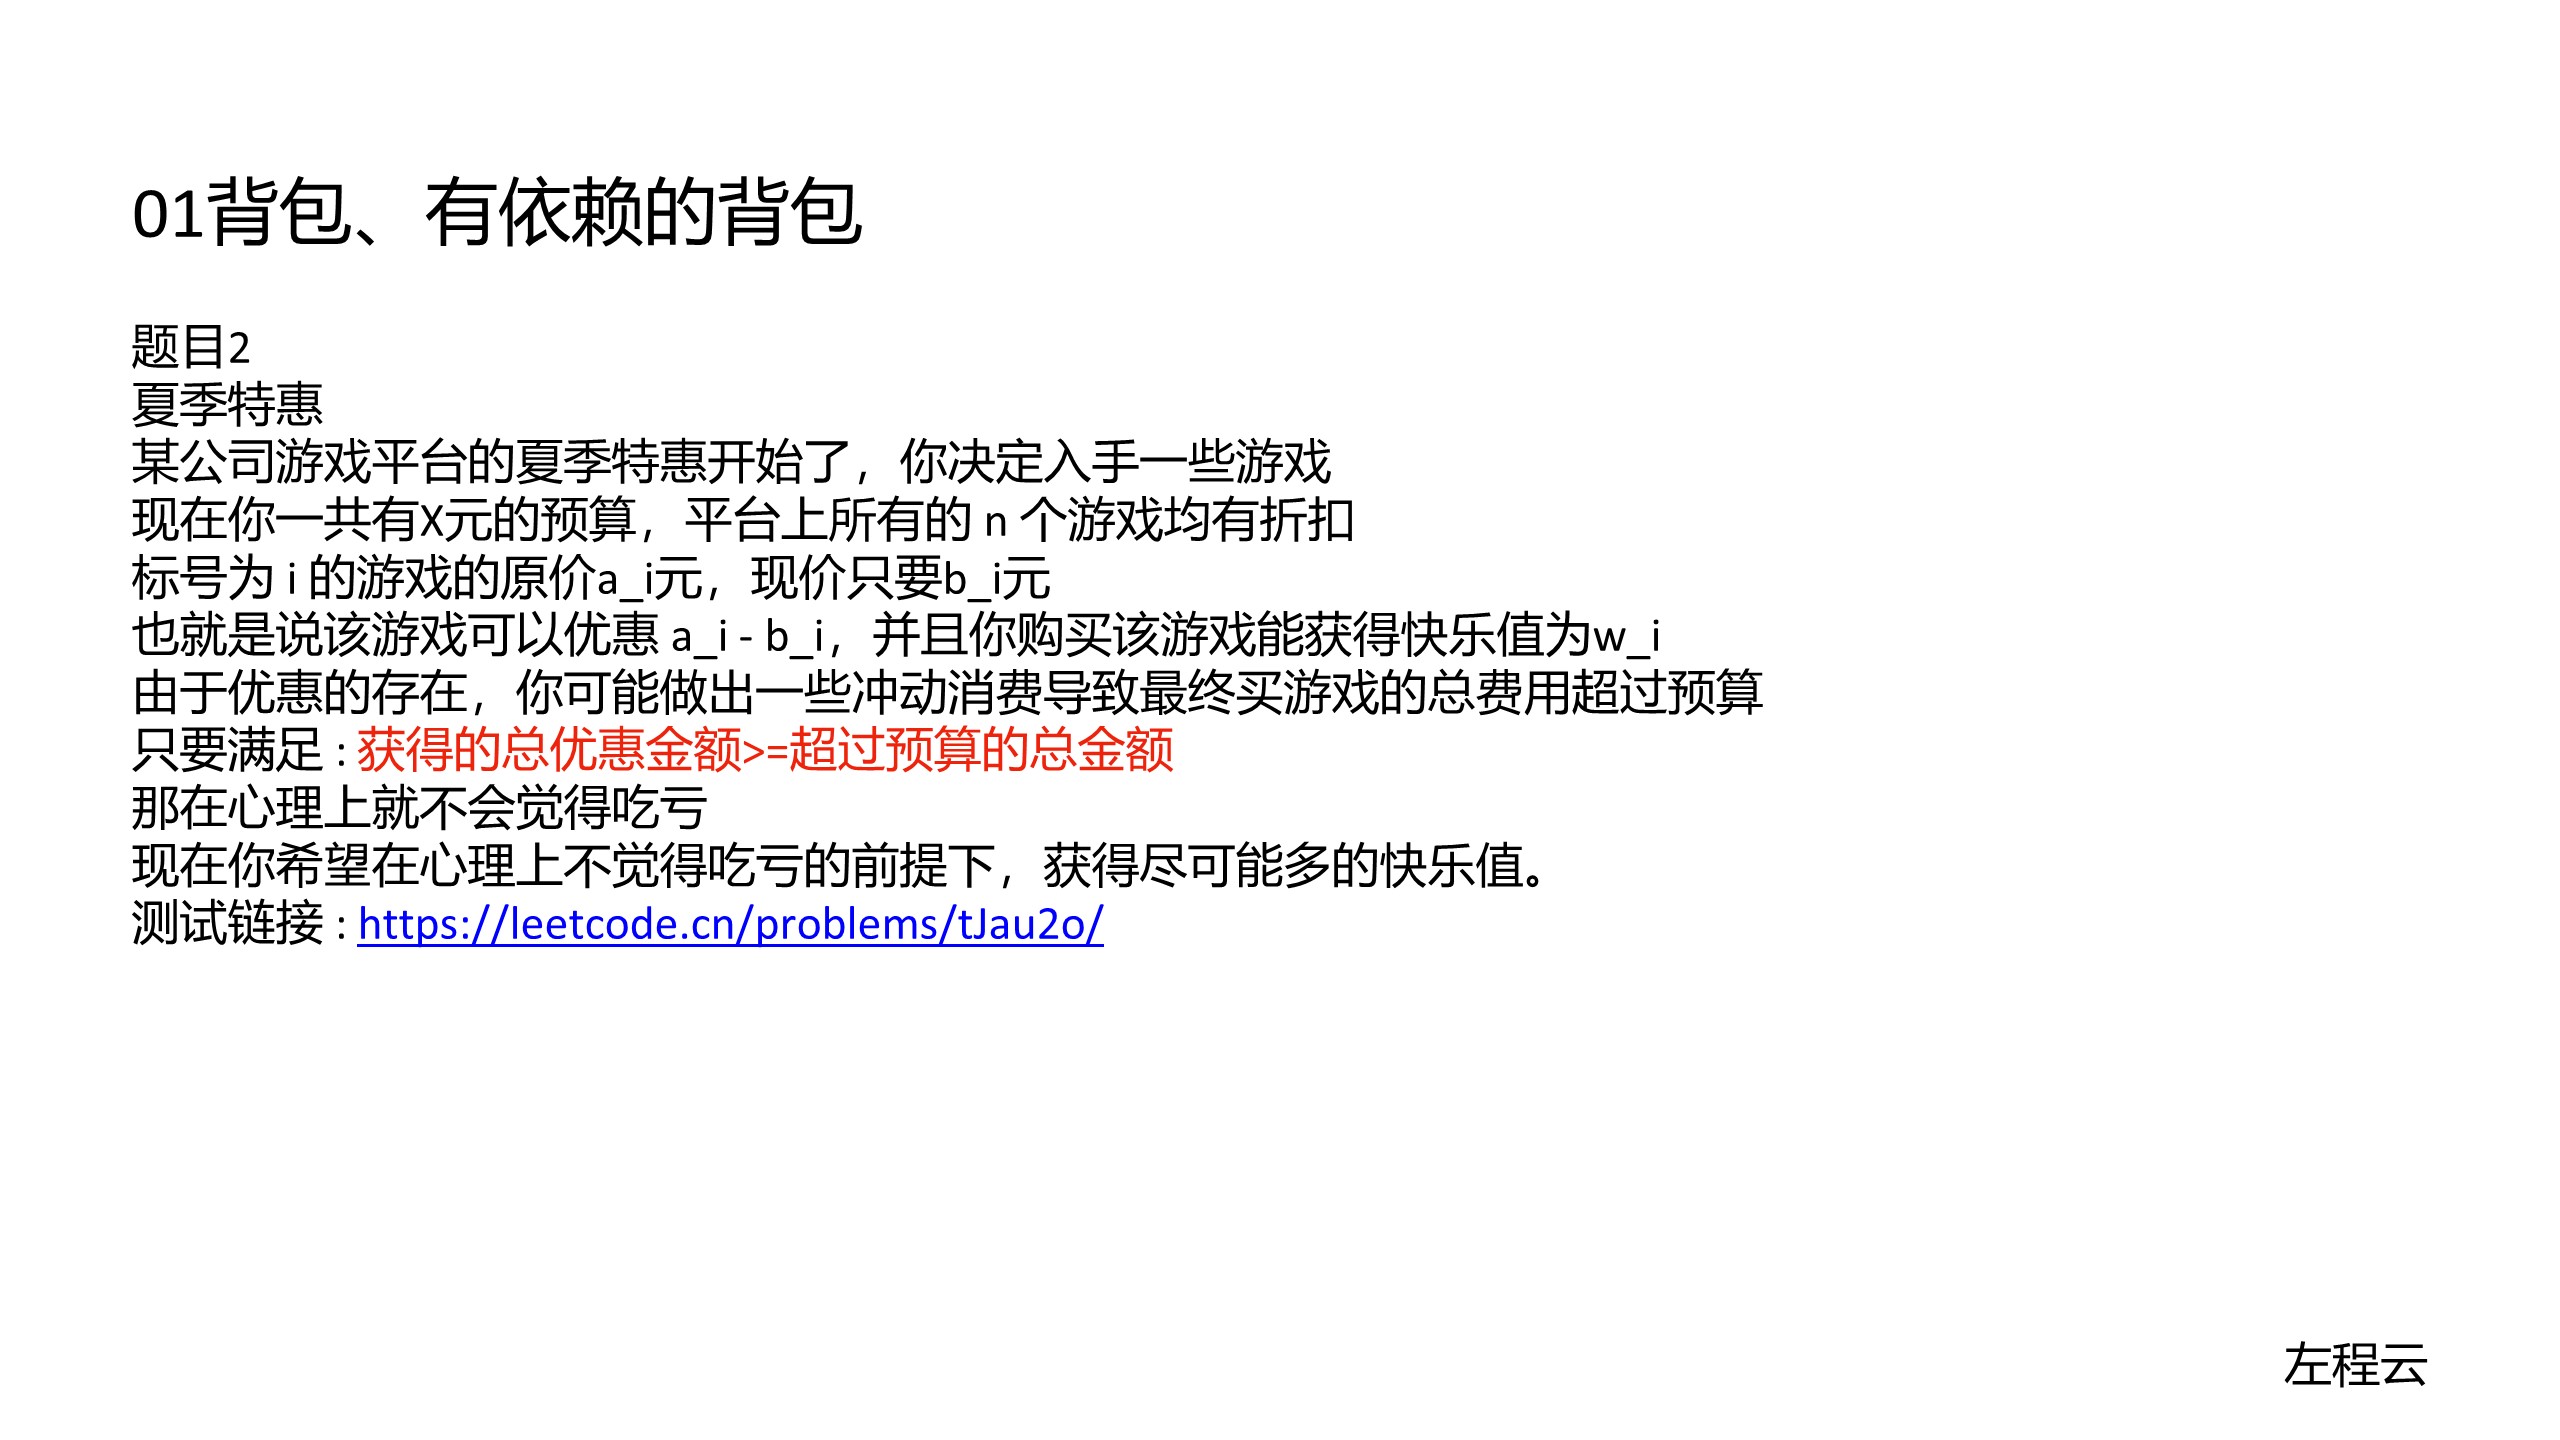 01背包、有依赖的背包
题目2
夏季特惠
某公司游戏平台的夏季特惠开始了，你决定入手一些游戏
现在你一共有X元的预算，平台上所有的 n 个游戏均有折扣
标号为 i 的游戏的原价a_i元，现价只要b_i元
也就是说该游戏可以优惠 a_i - b_i，并且你购买该游戏能获得快乐值为w_i
由于优惠的存在，你可能做出一些冲动消费导致最终买游戏的总费用超过预算
只要满足 : 获得的总优惠金额>=超过预算的总金额
那在心理上就不会觉得吃亏
现在你希望在心理上不觉得吃亏的前提下，获得尽可能多的快乐值。
测试链接 : https://leetcode.cn/problems/tJau2o/
左程云